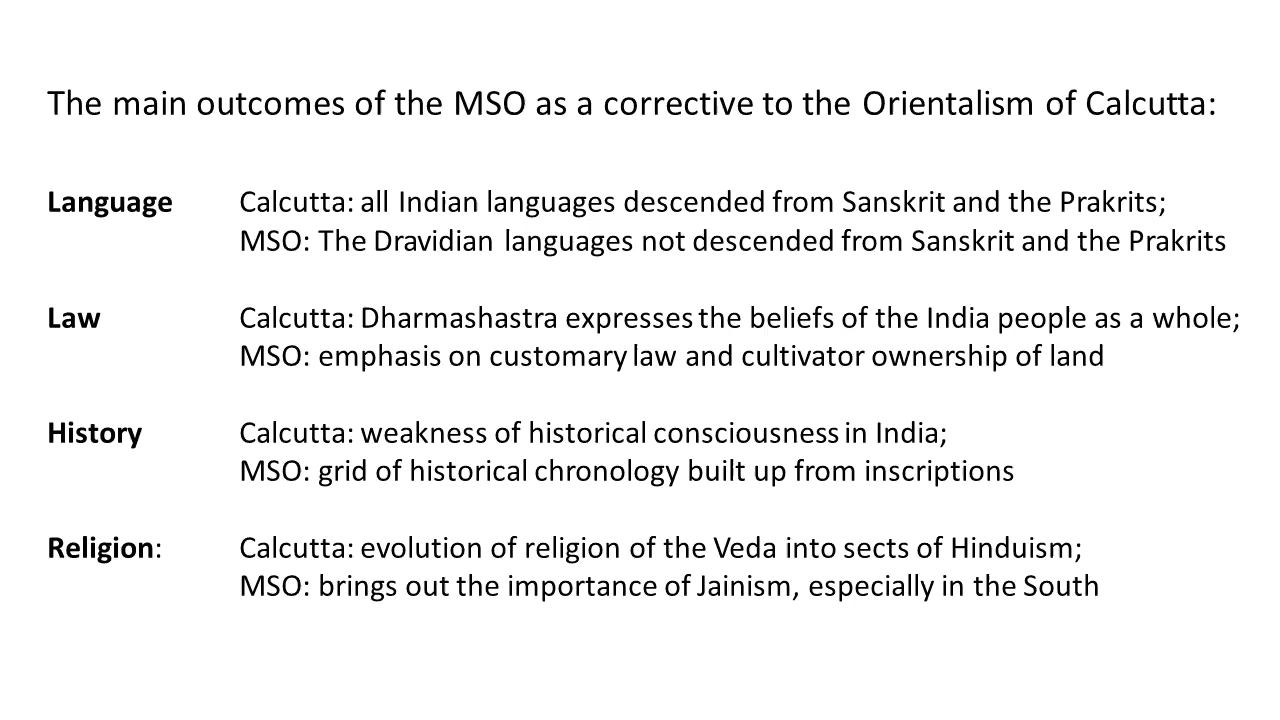 The main outcomes of the MSO as a corrective to the Orientalism of Calcutta:
Language Calcutta: all Indian languages descended from Sanskrit and the Prakrits;
MSO: The Dravidian languages not descended from Sanskrit and the Prakrits
Law Calcutta: Dharmashastra expresses the beliefs of the India people as a whole;
MSO: emphasis on customary law and cultivator ownership of land
History Calcutta: weakness of historical consciousness in India;
MSO: grid of historical chronology built up from inscriptions
Religion: Calcutta: evolution of religion of the Veda into sects of Hinduism;
MSO: brings out the importance of Jainism, especially in the South